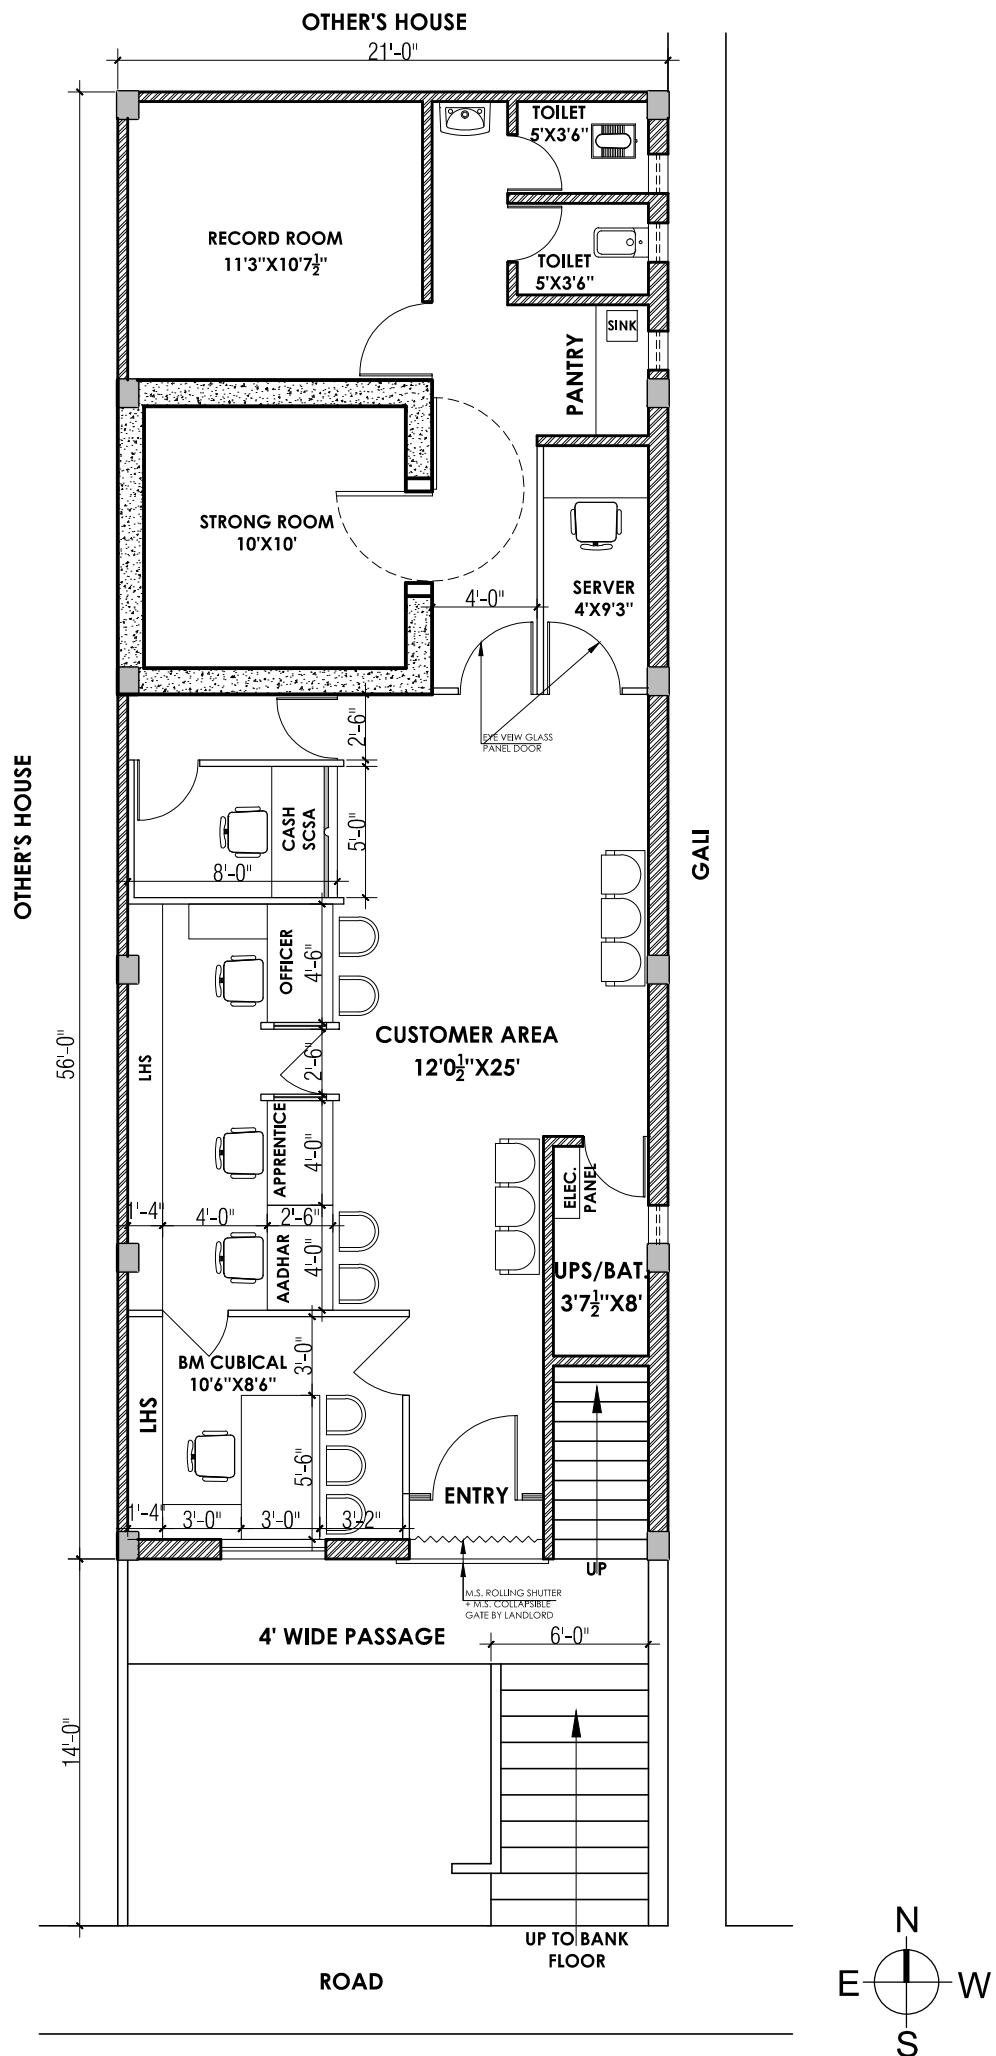 OTHER'S HOUSE
21'-0"
TOILET
5'X3'6"
RECORD ROOM
11'3"X10'7½"
TOILET
5'X3'6"
SINK
PANTRY
STRONG ROOM
10'X10'
SERVER
4'X9'3"
4'-0"
EYE VEIW GLASS
PANEL DOOR
2'-6"
OTHER'S HOUSE
CASH
SCSA
5'-0"
8'-0"
GALI
OFFICER
4'-6"
CUSTOMER AREA
12'0½"X25'
56'-0"
LHS
2'-6"
APPRENTICE
4'-0"
ELEC.
PANEL
1'-4"
4'-0"
2'-6"
AADHAR
4'-0"
UPS/BAT.
3'7½"X8'
BM CUBICAL
10'6"X8'6"
3'-0"
LHS
5'-6"
ENTRY
1'-4"
3'-0"
3'-0"
3'-2"
UP
M.S. ROLLING SHUTTER
+ M.S. COLLAPSIBLE
GATE BY LANDLORD
4' WIDE PASSAGE
6'-0"
14'-0"
UP TO BANK
FLOOR
ROAD
N
E
W
S